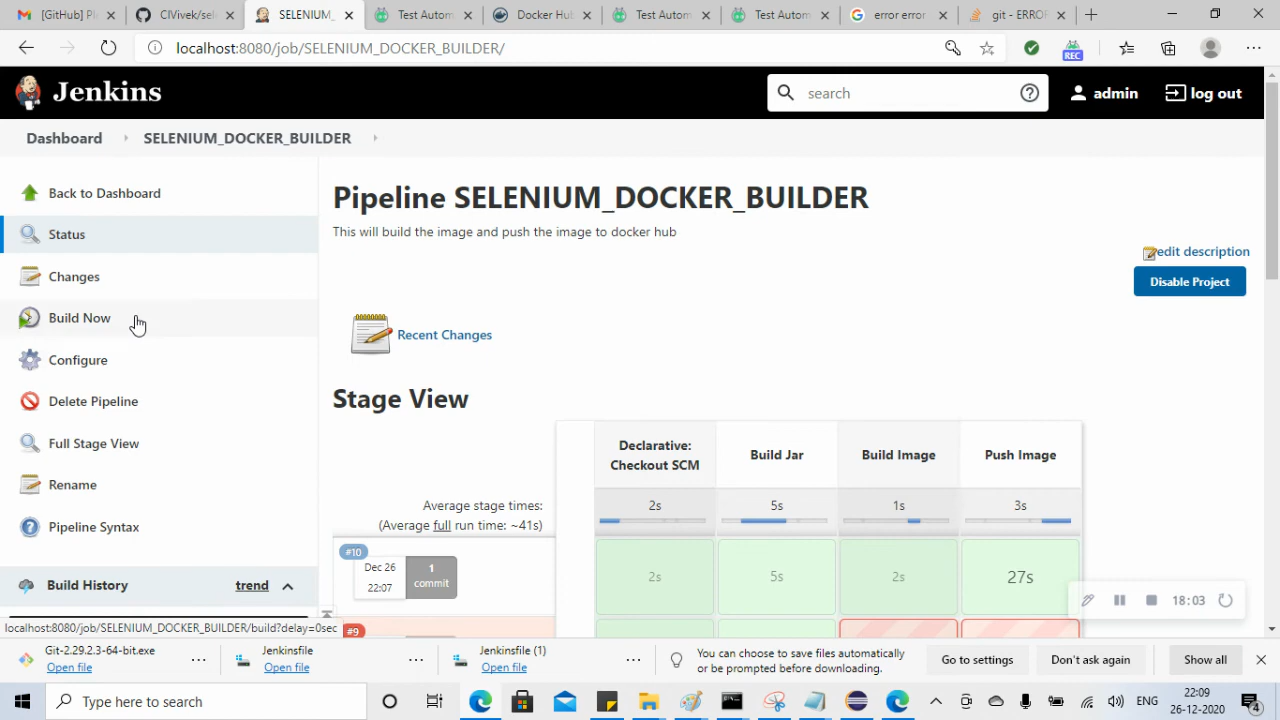 [GitHub] Pl
CIVivek/sel
SELENIUM_
Test Autom
Docker Hu
Test Autom
Test Autom
error error
git - ERRO
localhost:8080/job/SELENIUM_DOCKER_BUILDER/
REC
Jenkins
search
admin
log out
Dashboard
SELENIUM_DOCKER_BUILDER
Back to Dashboard
Status
Changes
Build Now
Configure
Delete Pipeline
Full Stage View
Rename
Pipeline Syntax
Build History
trend
Pipeline SELENIUM_DOCKER_BUILDER
This will build the image and push the image to docker hub
edit description
Disable Project
Recent Changes
Stage View
Declarative:
Checkout SCM
Build Jar
Build Image
Push Image
Average stage times:
(Average full run time: ~41s)
2s
5s
1s
3s
#10
Dec 26
22:07
1
commit
2s
5s
2s
27s
#9
18:03
localhost:8080/job/SELENIUM_DOCKER_BUILDER/build?delay=0sec
Git-2.29.2.3-64-bit.exe
Open file
Jenkinsfile
Open file
Jenkinsfile (1)
Open file
You can choose to save files automatically
or be prompted before downloading.
Go to settings
Don't ask again
Show all
Type here to search
ENG
22:09
26-12-2020
4